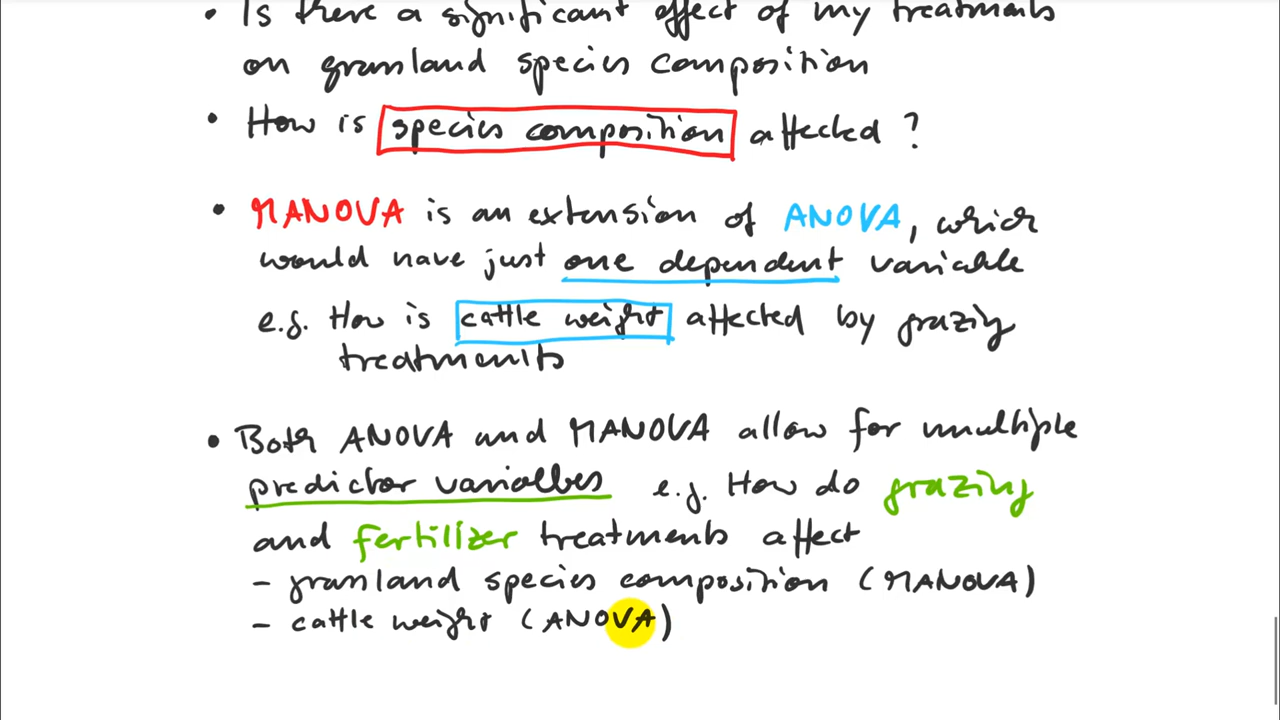 • Is there a significant effect of my treatments
on grassland species composition
• How is species composition affected?
• MANOVA is an extension of ANOVA, which
would have just one dependent variable
e.g. How is cattle weight affected by grazing
treatments
• Both ANOVA and MANOVA allow for multiple
predictor variables e.g. How do grazing
and fertilizer treatments affect
- grassland species composition (MANOVA)
- cattle weight (ANOVA)